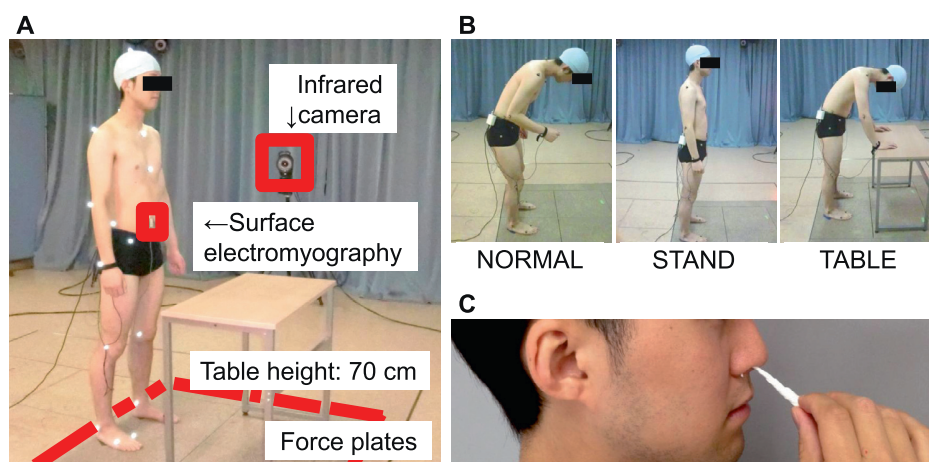 A
Infrared
↓camera
←Surface
electromyography
Table height: 70 cm
Force plates
B
NORMAL
STAND
TABLE
C